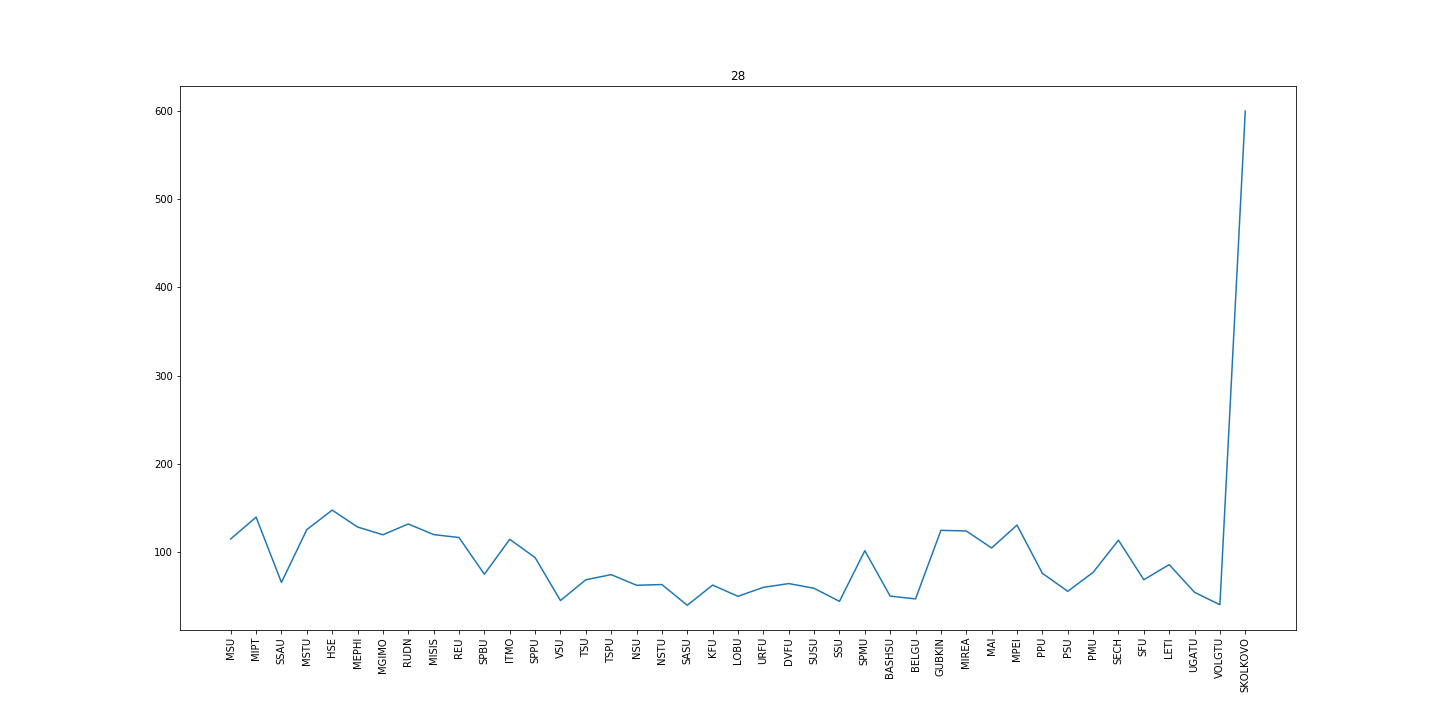 28
600
500
400
300
200
100
MSU
MIPT
SSAU
MSTU
HSE
MEPHI
MGIMO
RUDN
MISIS
REU
SPBU
ITMO
SPPU
VSU
TSU
TSPU
NSU
NSTU
SASU
KFU
LOBU
URFU
DVFU
SUSU
SSU
SPMU
BASHSU
BELGU
GUBKIN
MIREA
MAI
MPEI
PPU
PSU
PMU
SECH
SFU
LETI
UGATU
VOLGTU
SKOLKOVO